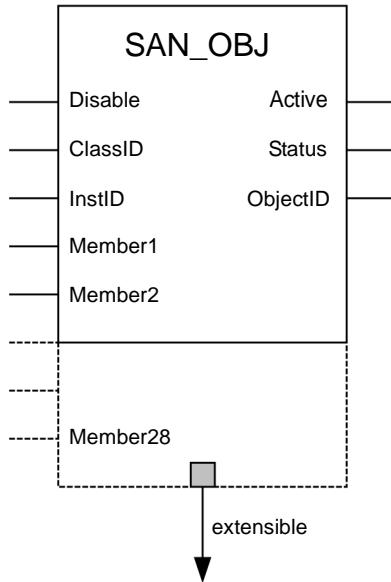 SAN_OBJ
Disable Active
ClassID Status
InstID ObjectID
Member1
Member2
Member28
extensible